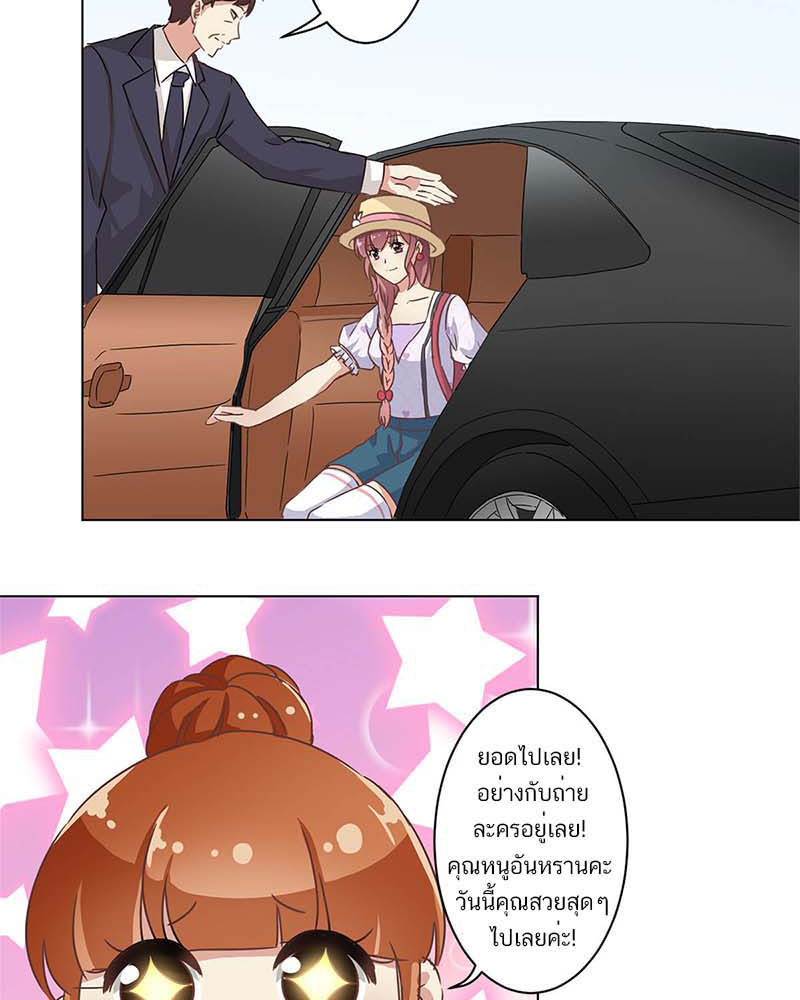 ยอดไปเลย!
อย่างกับถ่าย
ละครอยู่เลย!
คุณหนูอันหรานคะ
วันนี้คุณสวยสุดๆ
ไปเลยค่ะ!